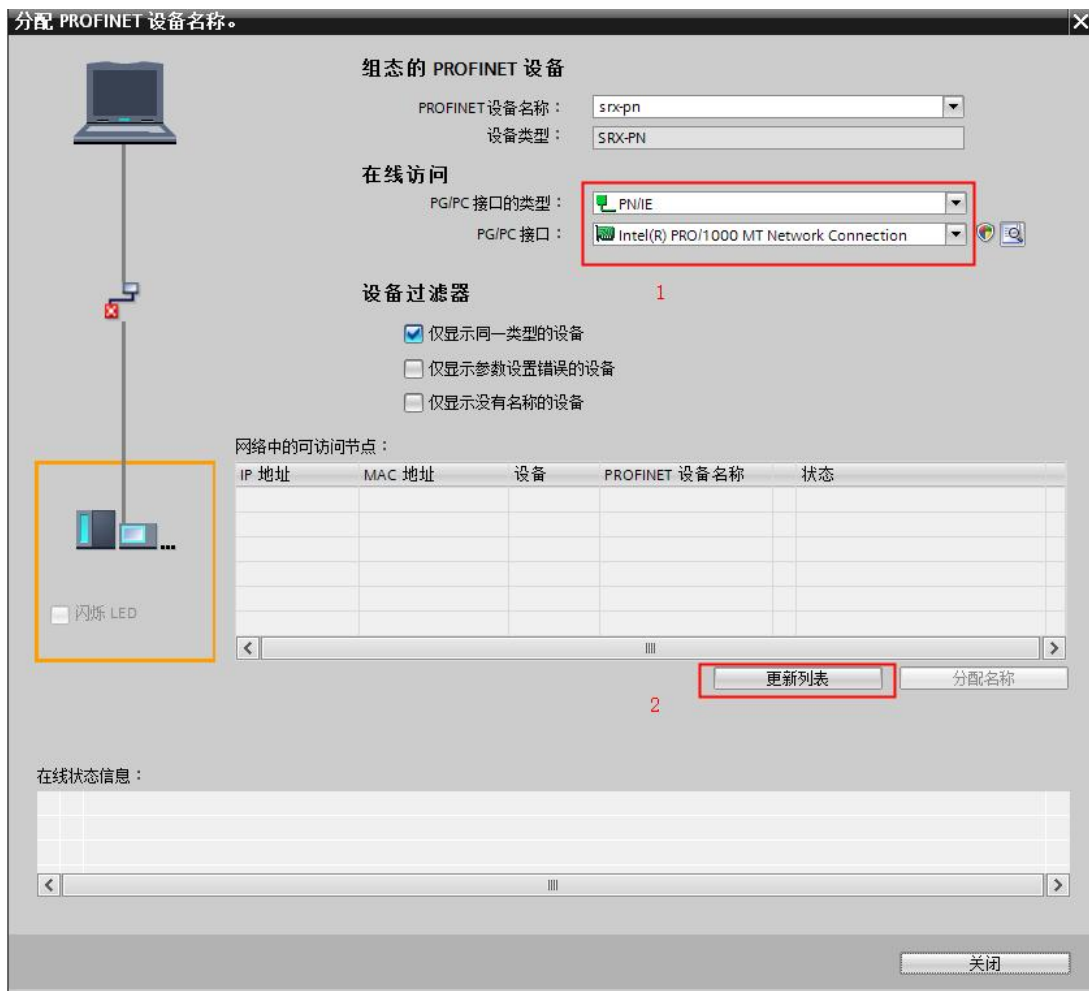 分配 PROFINET 设备名称。
组态的 PROFINET 设备
PROFINET设备名称：
srx-pn
设备类型：
SRX-PN
在线访问
PG/PC 接口的类型：
PN/IE
PG/PC 接口：
Intel(R) PRO/1000 MT Network Connection
1
设备过滤器
仅显示同一类型的设备
仅显示参数设置错误的设备
仅显示没有名称的设备
网络中的可访问节点：
IP 地址 MAC 地址 设备 PROFINET 设备名称 状态
...
闪烁 LED
更新列表 分配名称
2
在线状态信息：
关闭